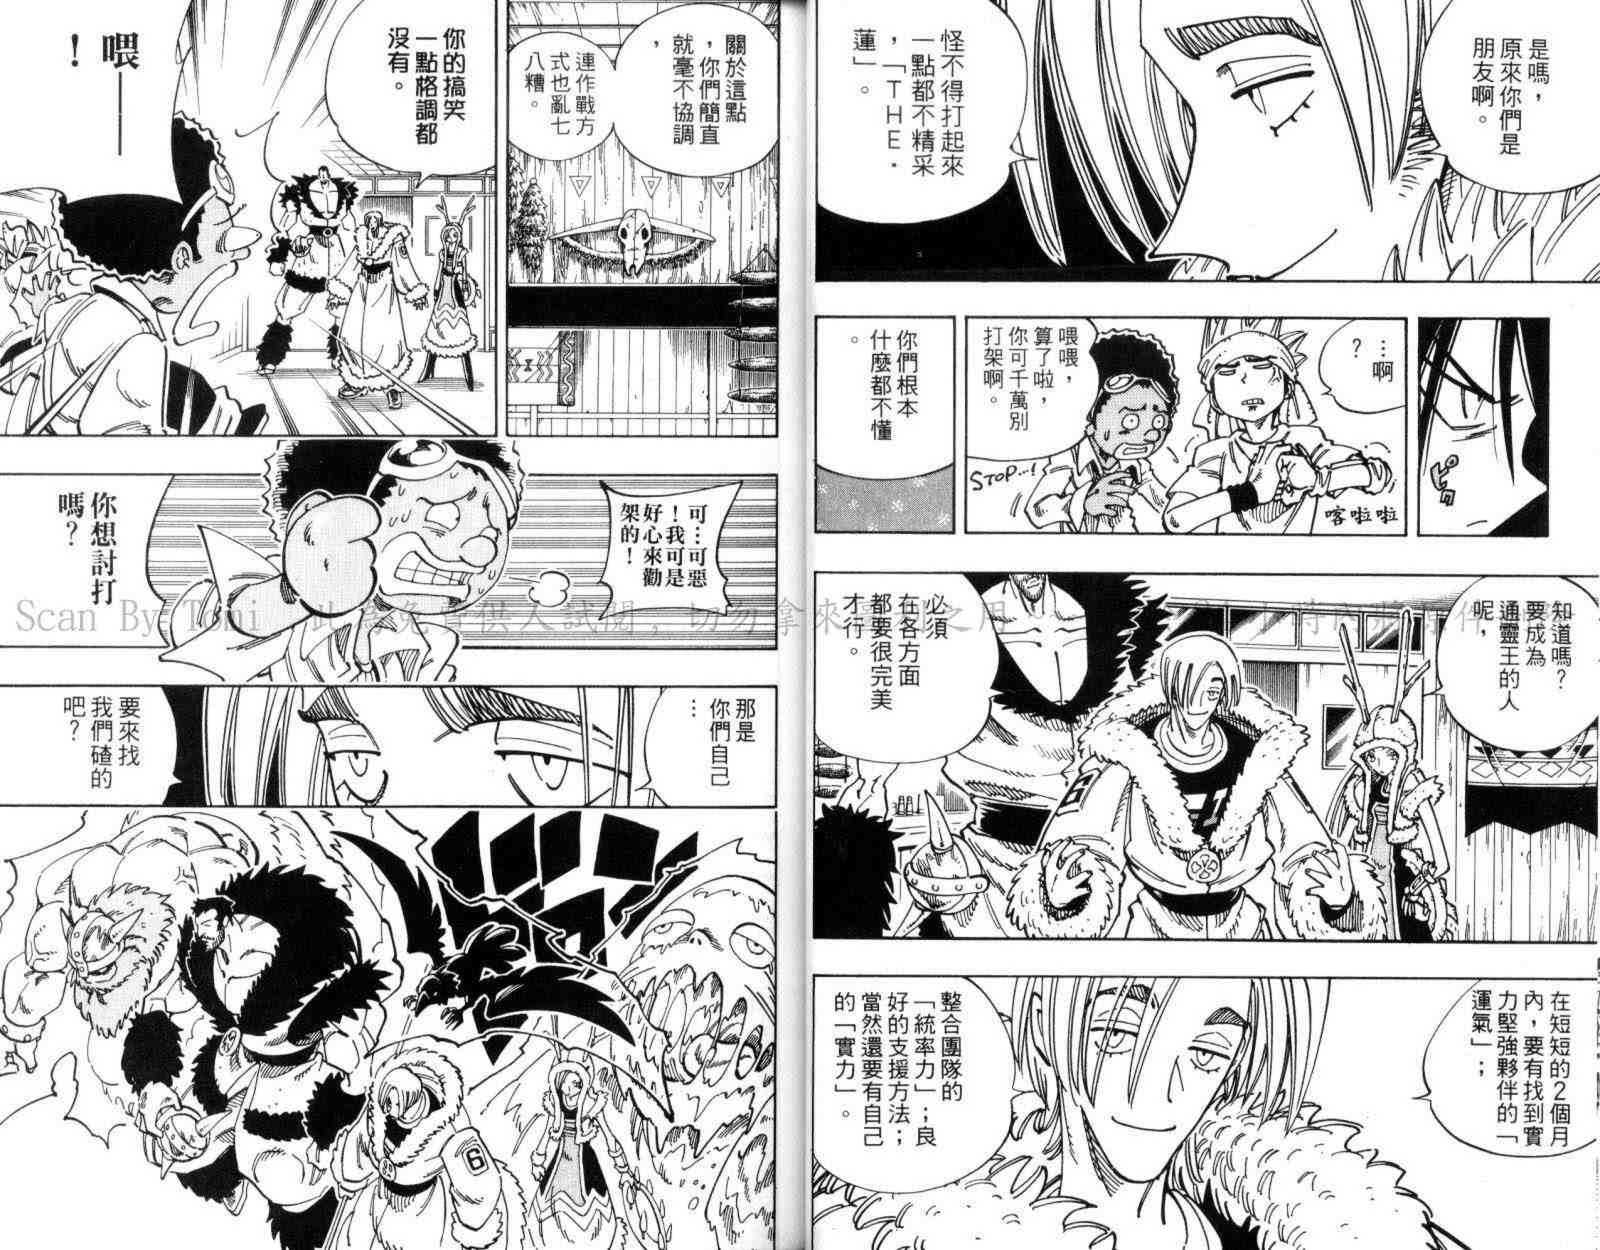 是嗎，
原來你們是
朋友啊。
怪不得打起來
一點都不精采
，「THE．
蓮」。
…啊
？
喂喂，
算了啦，
你可千萬別
打架啊。
STOP…!
喀啦啦
你們根本
什麼都不懂
。
知道嗎？
要成為
通靈王的人
呢，
必須
在各方面
都要很完美
才行。
6
在短短的2個月
內，要有找到實
力堅強夥伴的「
運氣」；
整合團隊的
「統率力」；良
好的支援方法；
當然還要有自己
的「實力」。
關於這點
，你們簡直
就毫不協調
，
連作戰方
式也亂七
八糟。
你的搞笑
一點格調都
沒有。
喂——
！
可…可惡
！我可是
好心來勸
架的！
你想討打
嗎？
那是
你們自己
…
要來找
我們碴的
吧？
6
Scan By Toni